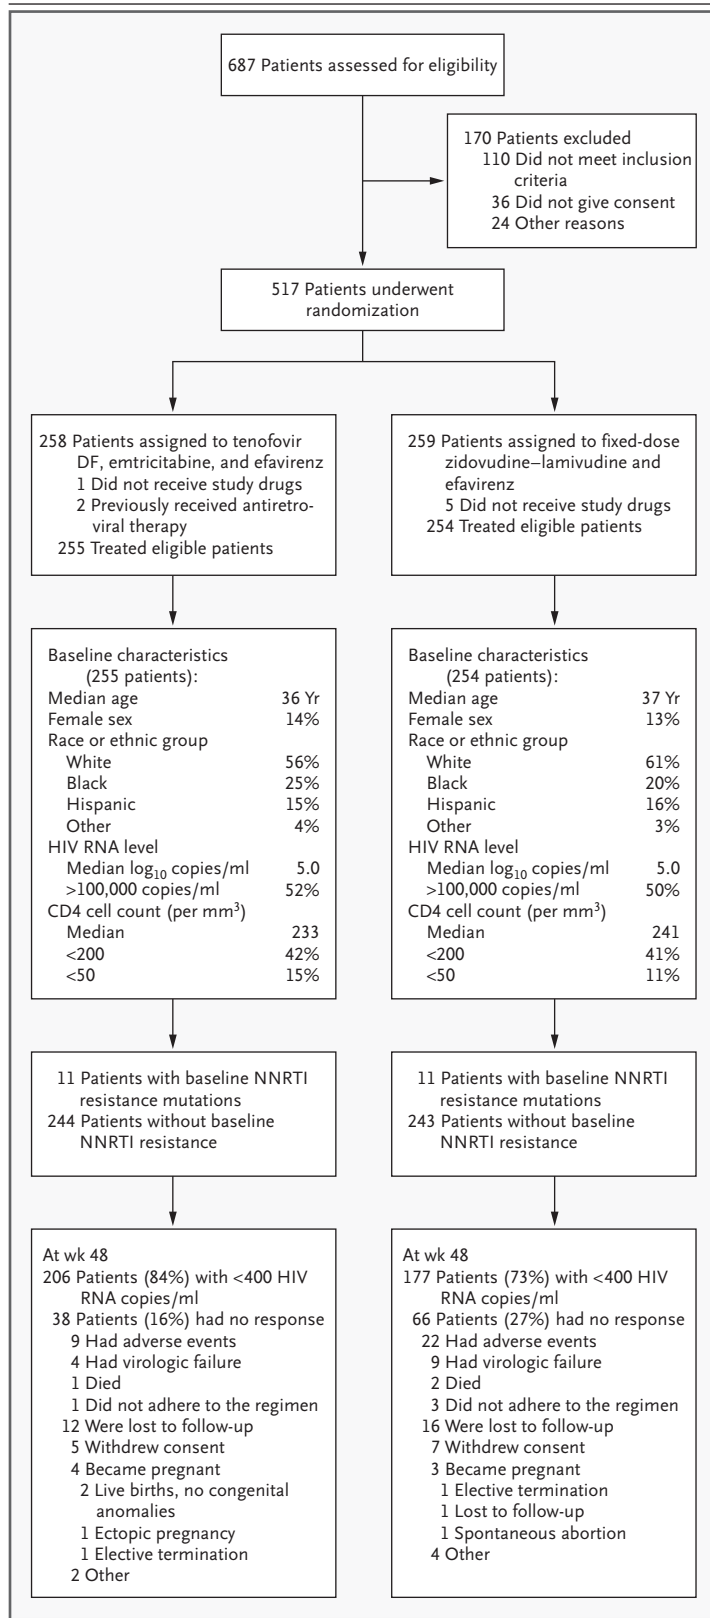 687 Patients assessed for eligibility
170 Patients excluded
110 Did not meet inclusion
criteria
36 Did not give consent
24 Other reasons
517 Patients underwent
randomization
258 Patients assigned to tenofovir
DF, emtricitabine, and efavirenz
1 Did not receive study drugs
2 Previously received antiretro-
viral therapy
255 Treated eligible patients
259 Patients assigned to fixed-dose
zidovudine–lamivudine and
efavirenz
5 Did not receive study drugs
254 Treated eligible patients
Baseline characteristics
(255 patients):
Median age 36 Yr
Female sex 14%
Race or ethnic group
White 56%
Black 25%
Hispanic 15%
Other 4%
HIV RNA level
Median log₁₀ copies/ml 5.0
>100,000 copies/ml 52%
CD4 cell count (per mm³)
Median 233
<200 42%
<50 15%
Baseline characteristics
(254 patients):
Median age 37 Yr
Female sex 13%
Race or ethnic group
White 61%
Black 20%
Hispanic 16%
Other 3%
HIV RNA level
Median log₁₀ copies/ml 5.0
>100,000 copies/ml 50%
CD4 cell count (per mm³)
Median 241
<200 41%
<50 11%
11 Patients with baseline NNRTI
resistance mutations
244 Patients without baseline
NNRTI resistance
11 Patients with baseline NNRTI
resistance mutations
243 Patients without baseline
NNRTI resistance
At wk 48
206 Patients (84%) with <400 HIV
RNA copies/ml
38 Patients (16%) had no response
9 Had adverse events
4 Had virologic failure
1 Died
1 Did not adhere to the regimen
12 Were lost to follow-up
5 Withdrew consent
4 Became pregnant
2 Live births, no congenital
anomalies
1 Ectopic pregnancy
1 Elective termination
2 Other
At wk 48
177 Patients (73%) with <400 HIV
RNA copies/ml
66 Patients (27%) had no response
22 Had adverse events
9 Had virologic failure
2 Died
3 Did not adhere to the regimen
16 Were lost to follow-up
7 Withdrew consent
3 Became pregnant
1 Elective termination
1 Lost to follow-up
1 Spontaneous abortion
4 Other